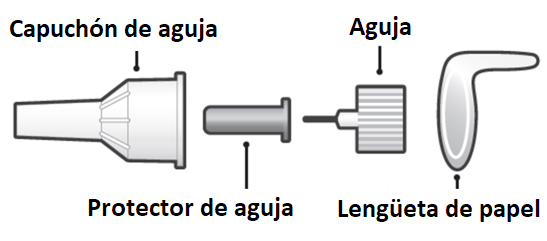 Capuchón de aguja
Aguja
Protector de aguja
Lengüeta de papel